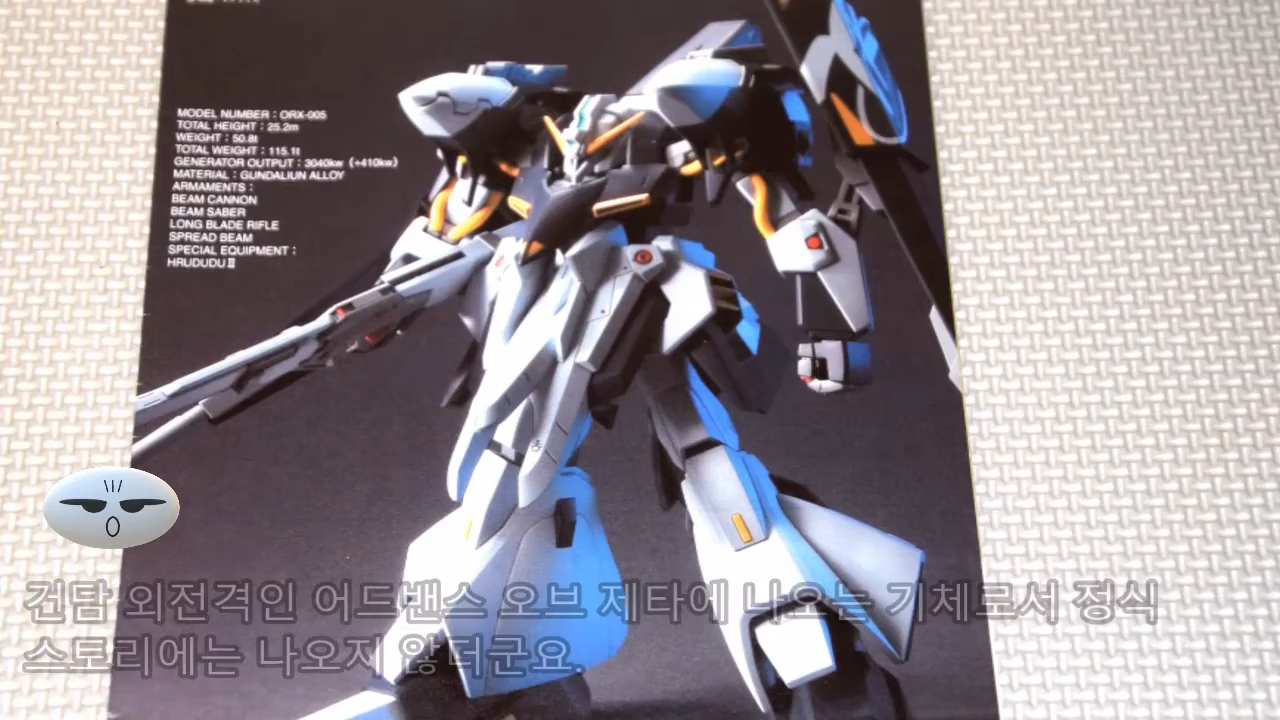 MODEL NUMBER : ORX-005
TOTAL HEIGHT : 25.2m
WEIGHT : 50.8t
TOTAL WEIGHT : 115.1t
GENERATOR OUTPUT : 3040kw (+410kw)
MATERIAL : GUNDALIUN ALLOY
ARMAMENTS :
BEAM CANNON
BEAM SABER
LONG BLADE RIFLE
SPREAD BEAM
SPECIAL EQUIPMENT :
HRUDUDU II
건담 외전격인 어드밴스 오브 제타에 나오는 기체로서 정식
스토리에는 나오지 않더군요.